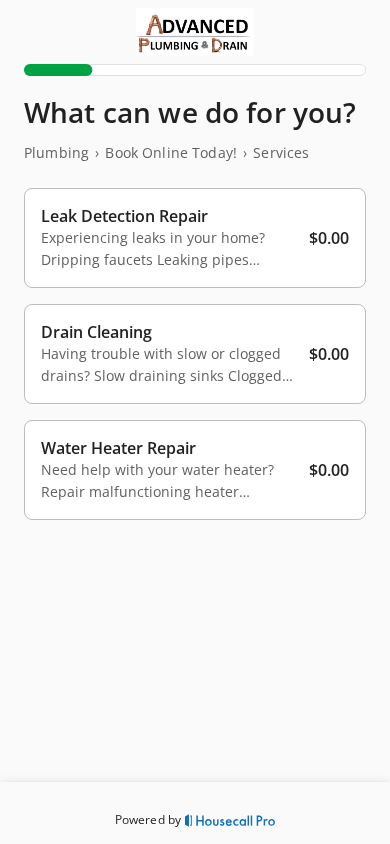 ADVANCED
PLUMBING & DRAIN
What can we do for you?
Plumbing › Book Online Today! › Services
Leak Detection Repair
Experiencing leaks in your home?
Dripping faucets Leaking pipes…
$0.00
Drain Cleaning
Having trouble with slow or clogged
drains? Slow draining sinks Clogged…
$0.00
Water Heater Repair
Need help with your water heater?
Repair malfunctioning heater…
$0.00
Powered by Housecall Pro